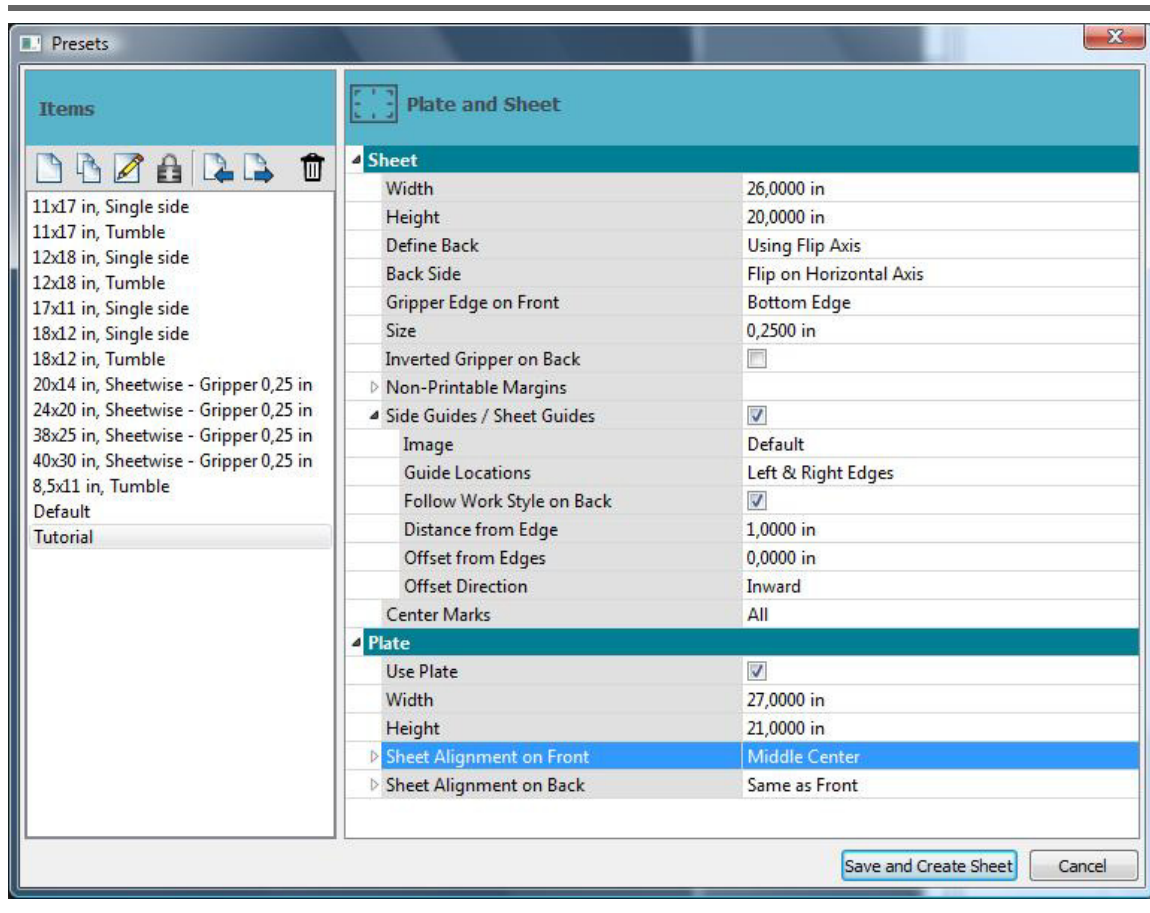 Presets
Items
11x17 in, Single side
11x17 in, Tumble
12x18 in, Single side
12x18 in, Tumble
17x11 in, Single side
18x12 in, Single side
18x12 in, Tumble
20x14 in, Sheetwise - Gripper 0,25 in
24x20 in, Sheetwise - Gripper 0,25 in
38x25 in, Sheetwise - Gripper 0,25 in
40x30 in, Sheetwise - Gripper 0,25 in
8,5x11 in, Tumble
Default
Tutorial
Plate and Sheet
Sheet
Width 26,0000 in
Height 20,0000 in
Define Back Using Flip Axis
Back Side Flip on Horizontal Axis
Gripper Edge on Front Bottom Edge
Size 0,2500 in
Inverted Gripper on Back
Non-Printable Margins
Side Guides / Sheet Guides
Image Default
Guide Locations Left & Right Edges
Follow Work Style on Back
Distance from Edge 1,0000 in
Offset from Edges 0,0000 in
Offset Direction Inward
Center Marks All
Plate
Use Plate
Width 27,0000 in
Height 21,0000 in
Sheet Alignment on Front Middle Center
Sheet Alignment on Back Same as Front
Save and Create Sheet Cancel